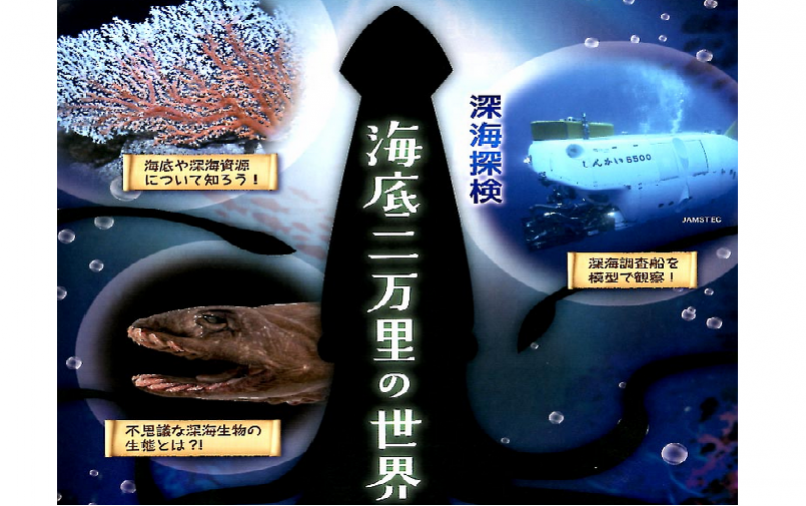 深海探検
海底二万里の世界
海底や深海資源
について知ろう！
しんかい6500
JAMSTEC
深海調査船を
模型で観察！
不思議な深海生物の
生態とは?!